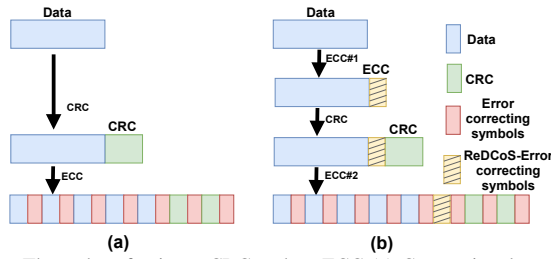 Data
CRC
CRC
ECC
(a)
Data
ECC#1
ECC
CRC
CRC
ECC#2
(b)
Data
CRC
Error
correcting
symbols
ReDCoS-Error
correcting
symbols